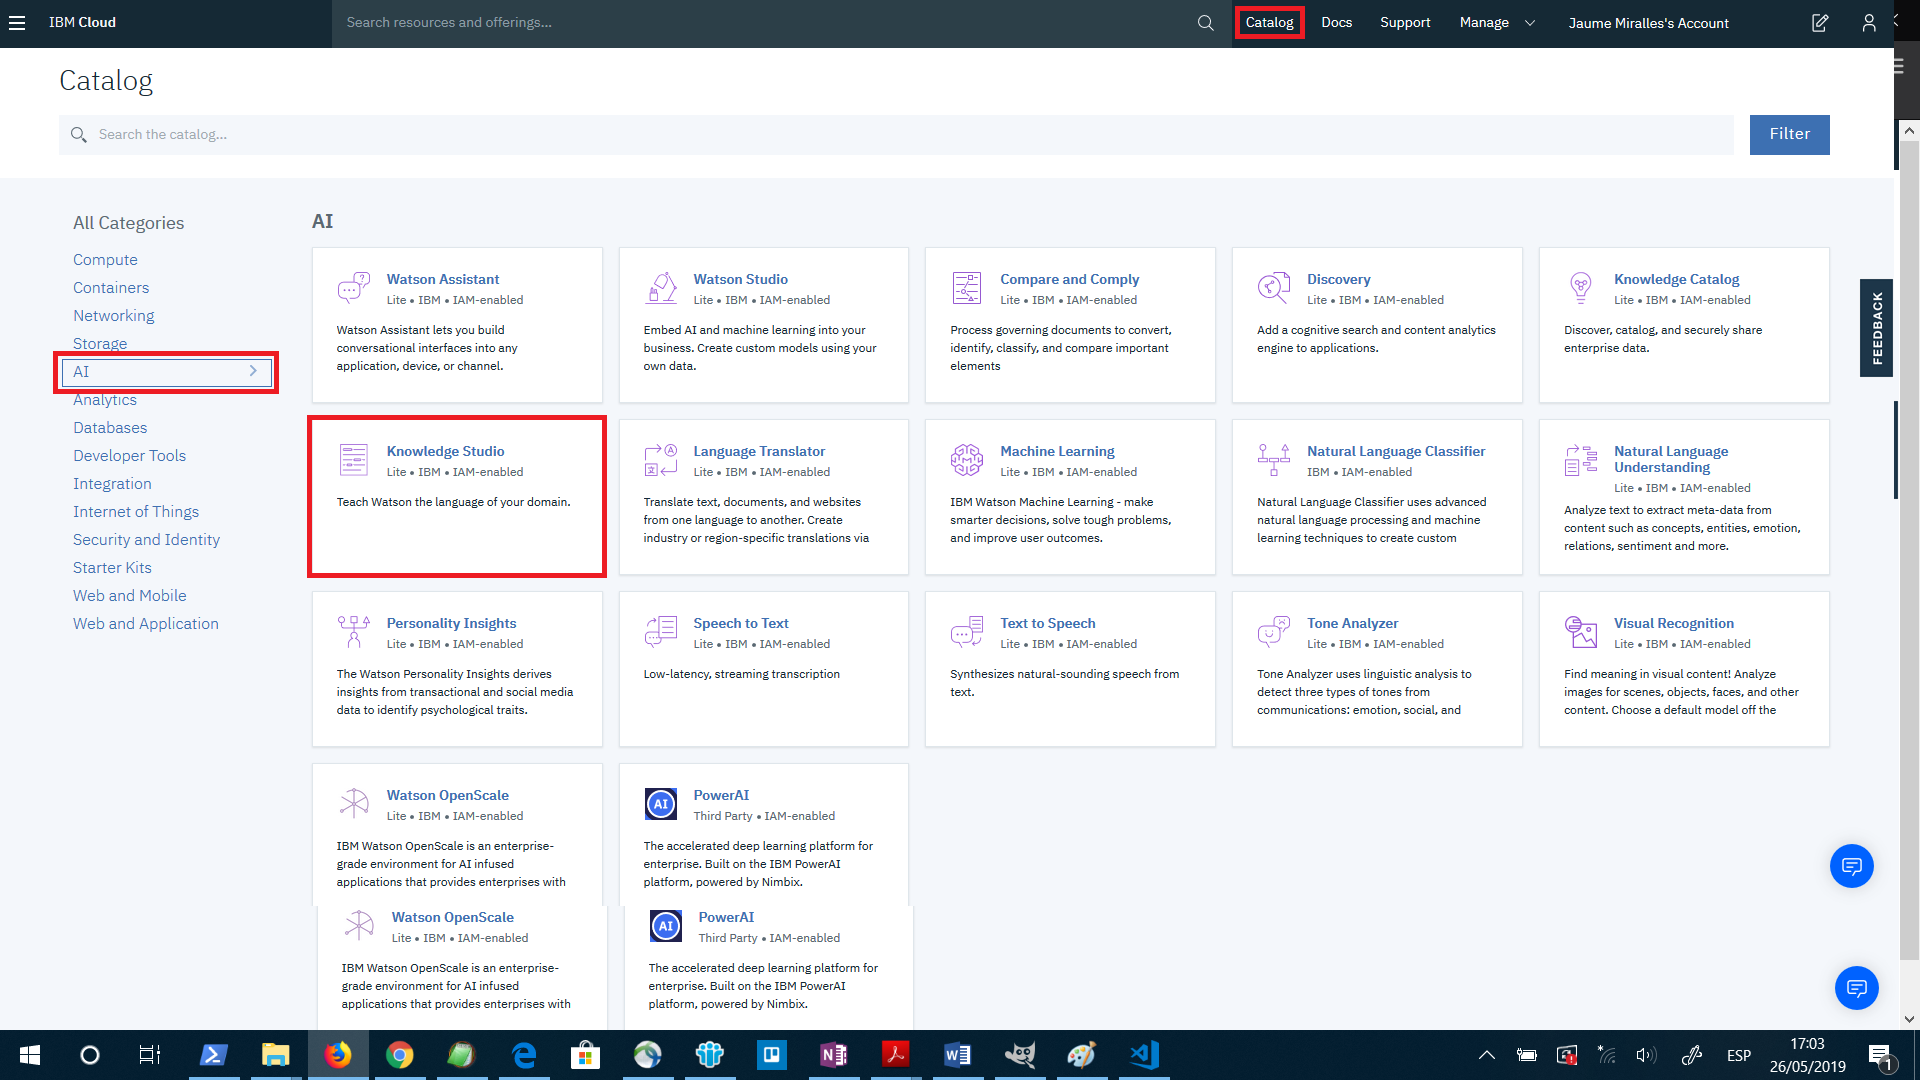 IBM Cloud
Search resources and offerings...
Catalog
Docs
Support
Manage
Jaume Miralles's Account
Catalog
Search the catalog...
Filter
All Categories
Compute
Containers
Networking
Storage
AI
Analytics
Databases
Developer Tools
Integration
Internet of Things
Security and Identity
Starter Kits
Web and Mobile
Web and Application
AI
Watson Assistant
Lite • IBM • IAM-enabled
Watson Assistant lets you build
conversational interfaces into any
application, device, or channel.
Watson Studio
Lite • IBM • IAM-enabled
Embed AI and machine learning into your
business. Create custom models using your
own data.
Compare and Comply
Lite • IBM • IAM-enabled
Process governing documents to convert,
identify, classify, and compare important
elements
Discovery
Lite • IBM • IAM-enabled
Add a cognitive search and content analytics
engine to applications.
Knowledge Catalog
Lite • IBM • IAM-enabled
Discover, catalog, and securely share
enterprise data.
Knowledge Studio
Lite • IBM • IAM-enabled
Teach Watson the language of your domain.
Language Translator
Lite • IBM • IAM-enabled
Translate text, documents, and websites
from one language to another. Create
industry or region-specific translations via
Machine Learning
Lite • IBM • IAM-enabled
IBM Watson Machine Learning - make
smarter decisions, solve tough problems,
and improve user outcomes.
Natural Language Classifier
IBM • IAM-enabled
Natural Language Classifier uses advanced
natural language processing and machine
learning techniques to create custom
Natural Language
Understanding
Lite • IBM • IAM-enabled
Analyze text to extract meta-data from
content such as concepts, entities, emotion,
relations, sentiment and more.
Personality Insights
Lite • IBM • IAM-enabled
The Watson Personality Insights derives
insights from transactional and social media
data to identify psychological traits.
Speech to Text
Lite • IBM • IAM-enabled
Low-latency, streaming transcription
Text to Speech
Lite • IBM • IAM-enabled
Synthesizes natural-sounding speech from
text.
Tone Analyzer
Lite • IBM • IAM-enabled
Tone Analyzer uses linguistic analysis to
detect three types of tones from
communications: emotion, social, and
Visual Recognition
Lite • IBM • IAM-enabled
Find meaning in visual content! Analyze
images for scenes, objects, faces, and other
content. Choose a default model off the
Watson OpenScale
Lite • IBM • IAM-enabled
IBM Watson OpenScale is an enterprise-
grade environment for AI infused
applications that provides enterprises with
AI
PowerAI
Third Party • IAM-enabled
The accelerated deep learning platform for
enterprise. Built on the IBM PowerAI
platform, powered by Nimbix.
Watson OpenScale
Lite • IBM • IAM-enabled
IBM Watson OpenScale is an enterprise-
grade environment for AI infused
applications that provides enterprises with
AI
PowerAI
Third Party • IAM-enabled
The accelerated deep learning platform for
enterprise. Built on the IBM PowerAI
platform, powered by Nimbix.
FEEDBACK
ESP
17:03
26/05/2019
1